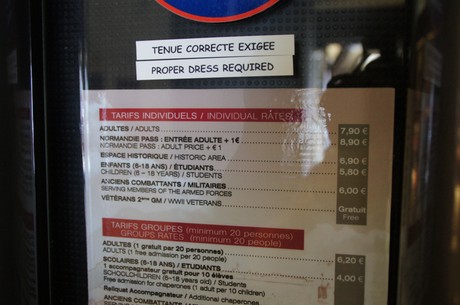 TENUE CORRECTE EXIGEE
PROPER DRESS REQUIRED
TARIFS INDIVIDUELS / INDIVIDUAL RATES
ADULTES / ADULTS 7,90 €
NORMANDIE PASS : ENTRÉE ADULTE + 1€ 8,90 €
NORMANDIE PASS : ADULT PRICE + € 1
ESPACE HISTORIQUE / HISTORIC AREA 6,90 €
ENFANTS (6-18 ANS) / ÉTUDIANTS 5,80 €
CHILDREN (6 – 18 YEARS) / STUDENTS
ANCIENS COMBATTANTS / MILITAIRES 6,00 €
SERVING MEMBERS OF THE ARMED FORCES
VÉTÉRANS 2ème GM / WWII VETERANS Gratuit
Free
TARIFS GROUPES (minimum 20 personnes)
GROUPS RATES (minimum 20 people)
ADULTES (1 gratuit par 20 personnes) 6,20 €
ADULTS (1 free admission per 20 people)
SCOLAIRES (6-18 ANS) / ÉTUDIANTS 4,00 €
1 accompagnateur gratuit pour 10 élèves
SCHOOLCHILDREN (6-18 years old) / Students
Free admission for chaperones (1 adult per 10 children)
Reliquat Accompagnateur / Additional chaperones
ANCIENS COMBATTANTS